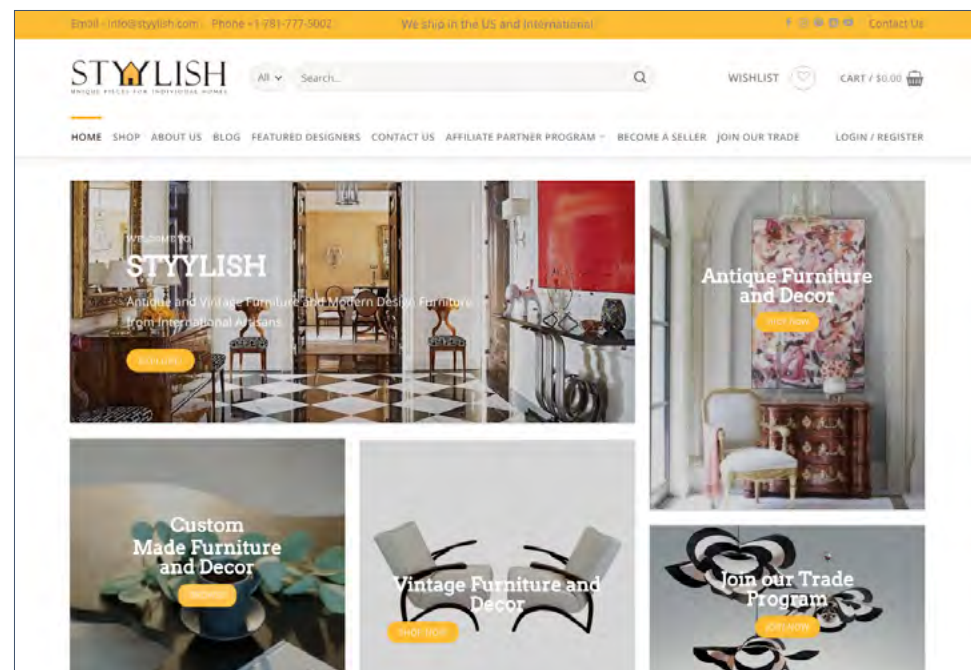 Email - info@styylish.com Phone +1-781-777-5002 We ship in the US and International Contact Us
STYYLISH
UNIQUE PIECES FOR INDIVIDUAL HOMES
All Search... WISHLIST CART / $0.00
HOME SHOP ABOUT US BLOG FEATURED DESIGNERS CONTACT US AFFILIATE PARTNER PROGRAM BECOME A SELLER JOIN OUR TRADE LOGIN / REGISTER
WELCOME TO
STYYLISH
Antique and Vintage Furniture and Modern Design Furniture
from International Artisans
Antique Furniture
and Decor
SHOP NOW
Custom
Made Furniture
and Decor
Vintage Furniture and
Decor
SHOP NOW
Join our Trade
Program
JOIN NOW